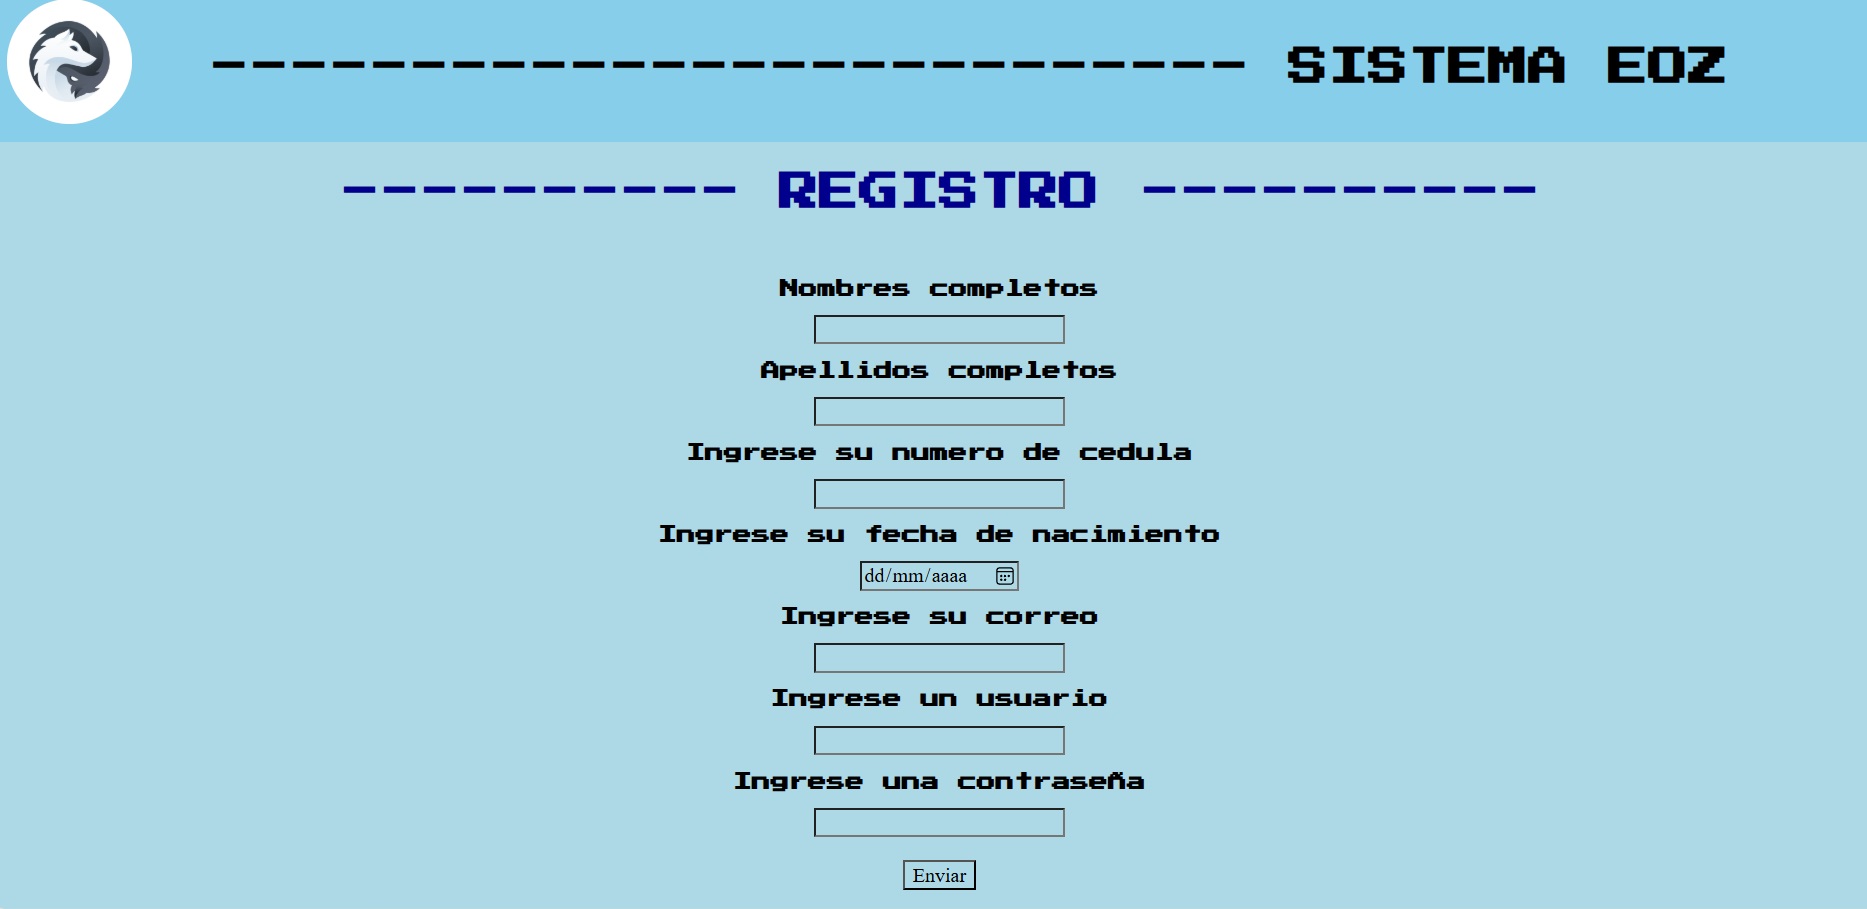 -------------------------- SISTEMA EOZ
---------- REGISTRO ----------
Nombres completos
Apellidos completos
Ingrese su numero de cedula
Ingrese su fecha de nacimiento
dd/mm/aaaa
Ingrese su correo
Ingrese un usuario
Ingrese una contraseña
Enviar